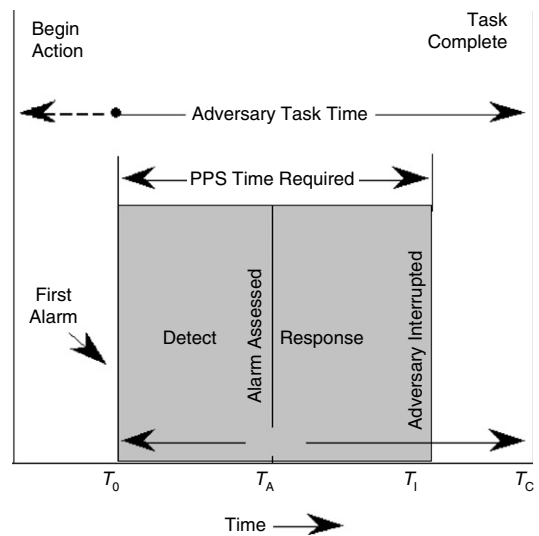 Begin
Action
Task
Complete
Adversary Task Time
PPS Time Required
First
Alarm
Detect
Alarm Assessed
Response
Adversary Interrupted
T0
TA
TI
TC
Time